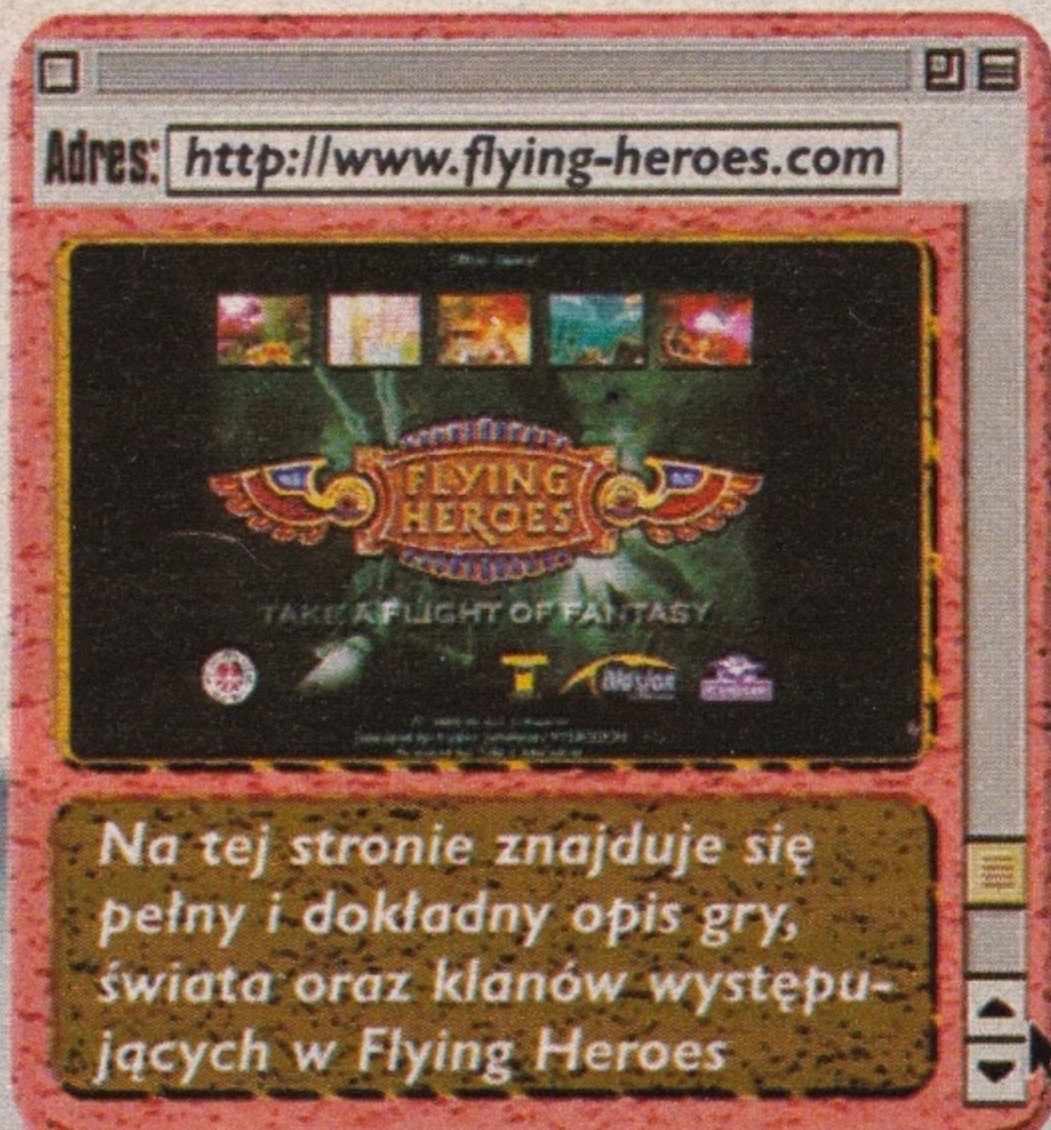 Adres: http://www.flying-heroes.com
FLYING
HEROES
TAKE A FLIGHT OF FANTASY
Na tej stronie znajduje się
pełny i dokładny opis gry,
świata oraz klanów występu-
jących w Flying Heroes